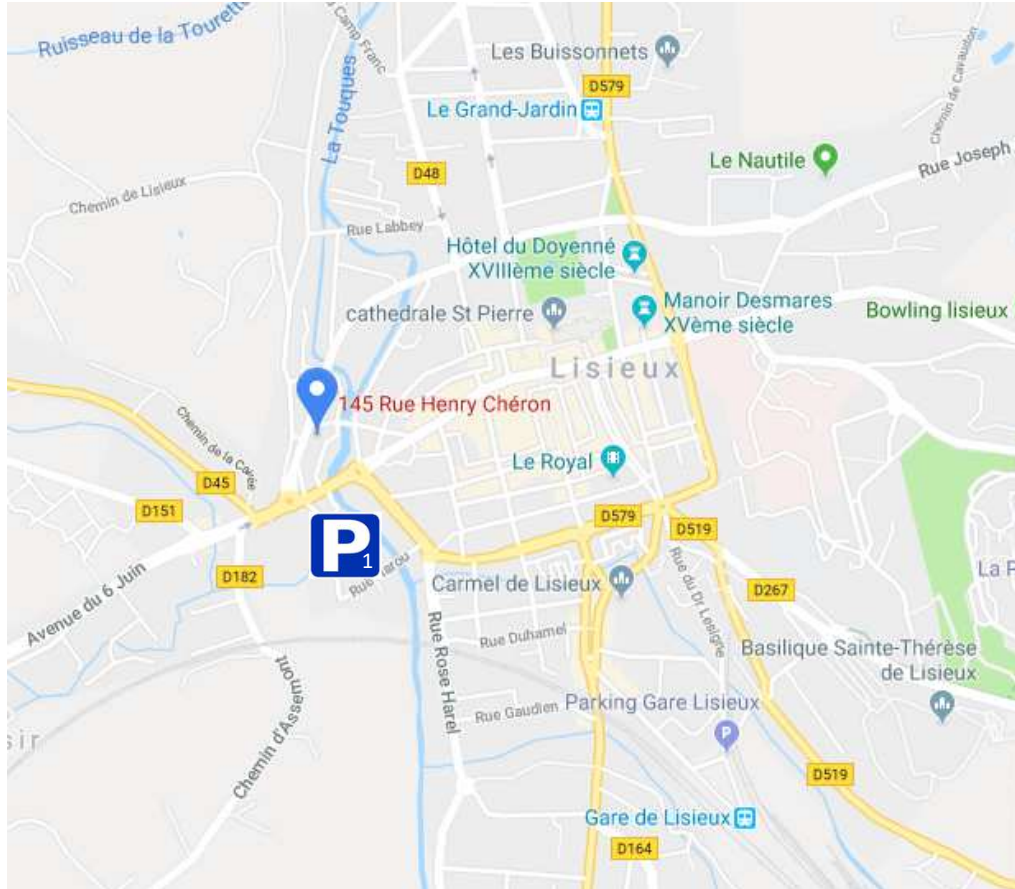 Ruisseau de la Tourette
Camp Franc
La Touques
Les Buissonnets
D579
Le Grand-Jardin
Chemin de Cavaudon
Le Nautile
Rue Joseph
D48
Chemin de Lisieux
Rue Labbey
Hôtel du Doyenné
XVIIIème siècle
cathedrale St Pierre
Manoir Desmares
XVème siècle
Bowling lisieux
Lisieux
145 Rue Henry Chéron
Chemin de la
Le Royal
D45
D151
D579
D519
P
1
D182
Avenue du 6 Juin
Carmel de Lisieux
Rue du Dr Lesigne
D267
La
Rue Duhamel
Rue Rose Harel
Basilique Sainte-Thérèse
de Lisieux
Chemin d'Assemont
Rue Gaudien
Parking Gare Lisieux
P
sir
D519
Gare de Lisieux
D164